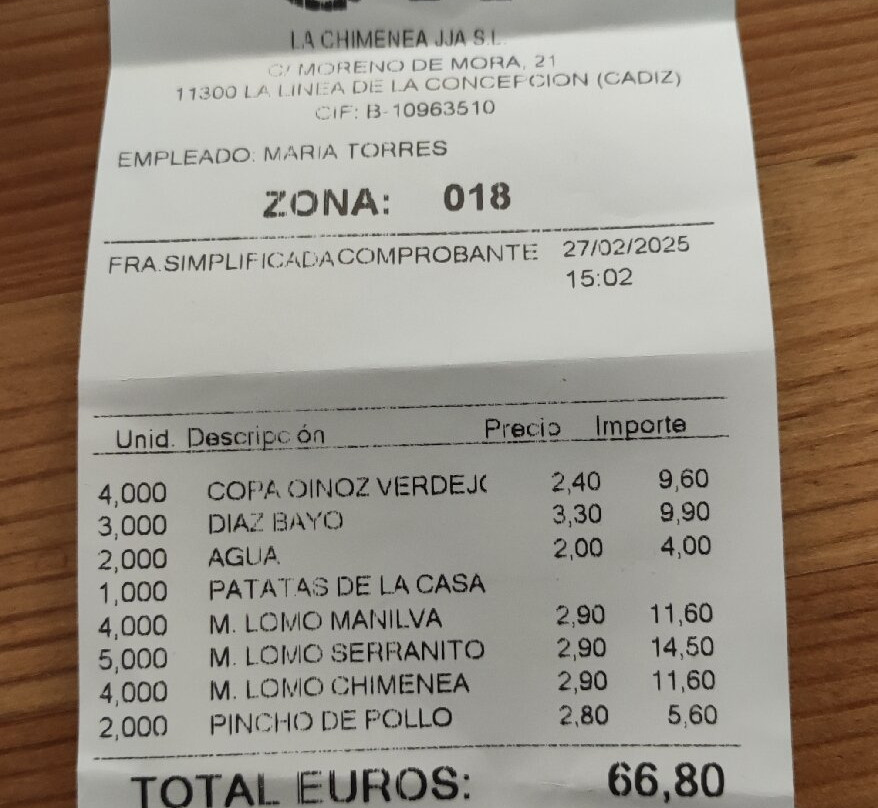 LA CHIMENEA JJA S.L.
C/ MORENO DE MORA, 21
11300 LA LINEA DE LA CONCEPCION (CADIZ)
CIF: B-10963510
EMPLEADO: MARIA TORRES
ZONA: 018
FRA.SIMPLIFICADA COMPROBANTE 27/02/2025
15:02
Unid. Descripción Precio Importe
4,000 COPA OINOZ VERDEJO 2,40 9,60
3,000 DIAZ BAYO 3,30 9,90
2,000 AGUA 2,00 4,00
1,000 PATATAS DE LA CASA
4,000 M. LOMO MANILVA 2,90 11,60
5,000 M. LOMO SERRANITO 2,90 14,50
4,000 M. LOMO CHIMENEA 2,90 11,60
2,000 PINCHO DE POLLO 2,80 5,60
TOTAL EUROS: 66,80